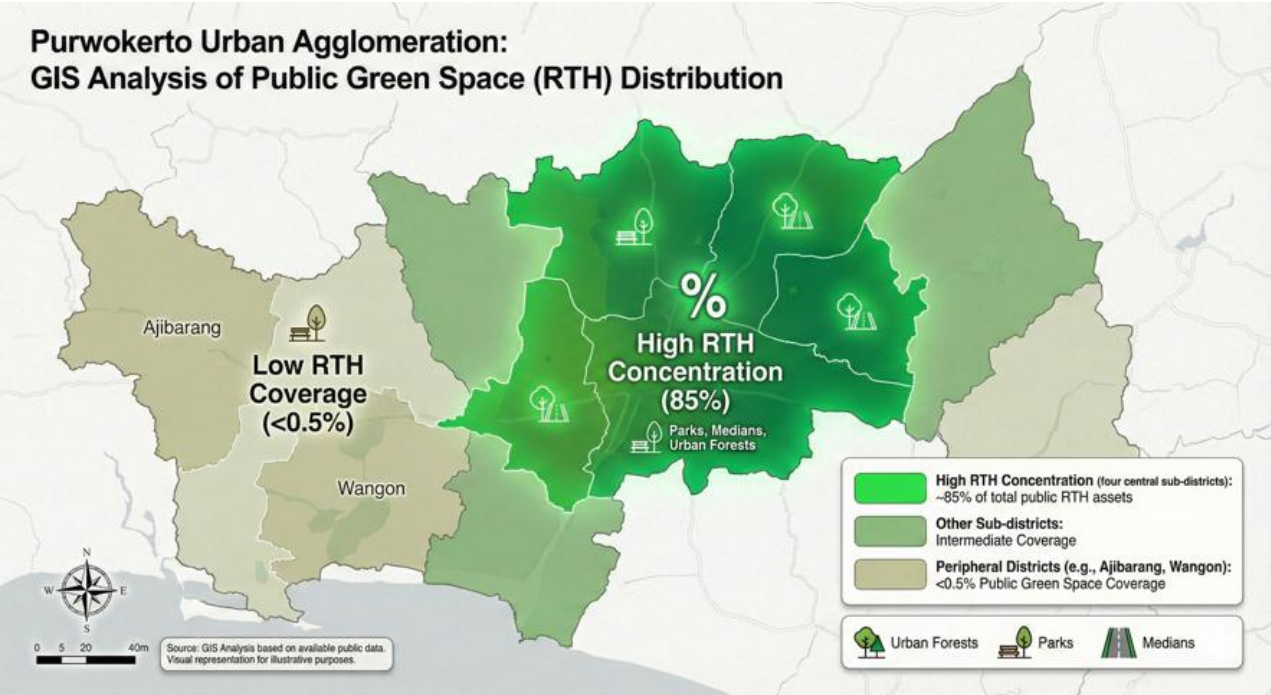 Purwokerto Urban Agglomeration:
GIS Analysis of Public Green Space (RTH) Distribution
Ajibarang
Low RTH
Coverage
(<0.5%)
Wangon
%
High RTH
Concentration
(85%)
Parks, Medians,
Urban Forests
High RTH Concentration (four central sub-districts):
~85% of total public RTH assets
Other Sub-districts:
Intermediate Coverage
Peripheral Districts (e.g., Ajibarang, Wangon):
<0.5% Public Green Space Coverage
Urban Forests
Parks
Medians
N
W
E
S
0 5 20 40m
Source: GIS Analysis based on available public data.
Visual representation for illustrative purposes.